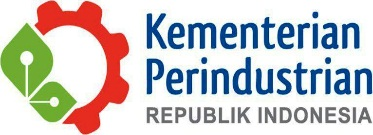 Kementerian
Perindustrian
REPUBLIK INDONESIA